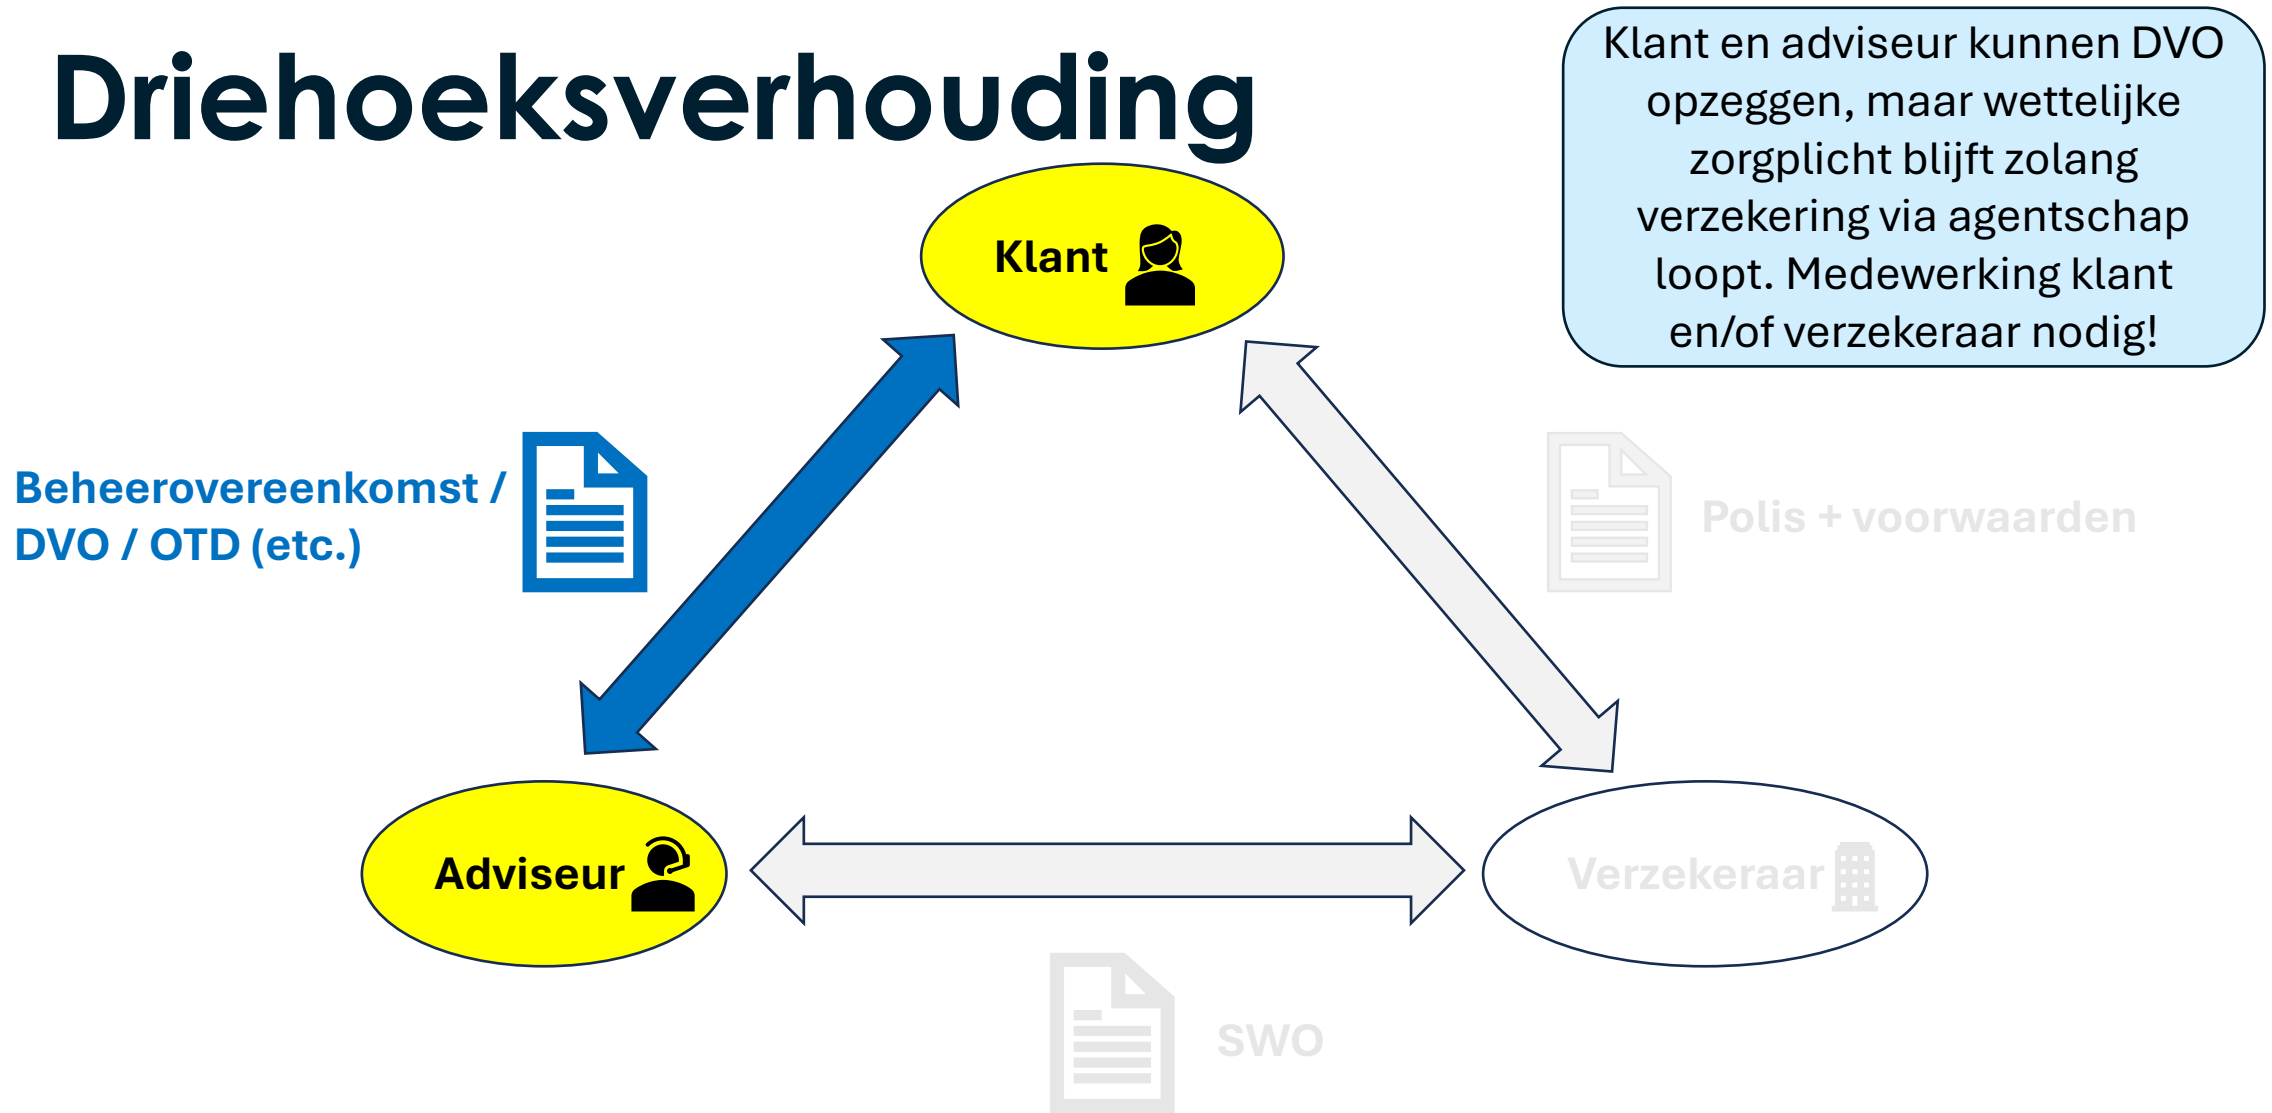 Driehoeksverhouding
Klant en adviseur kunnen DVO
opzeggen, maar wettelijke
zorgplicht blijft zolang
verzekering via agentschap
loopt. Medewerking klant
en/of verzekeraar nodig!
Klant
Beheerovereenkomst /
DVO / OTD (etc.)
Polis + voorwaarden
Adviseur
Verzekeraar
SWO